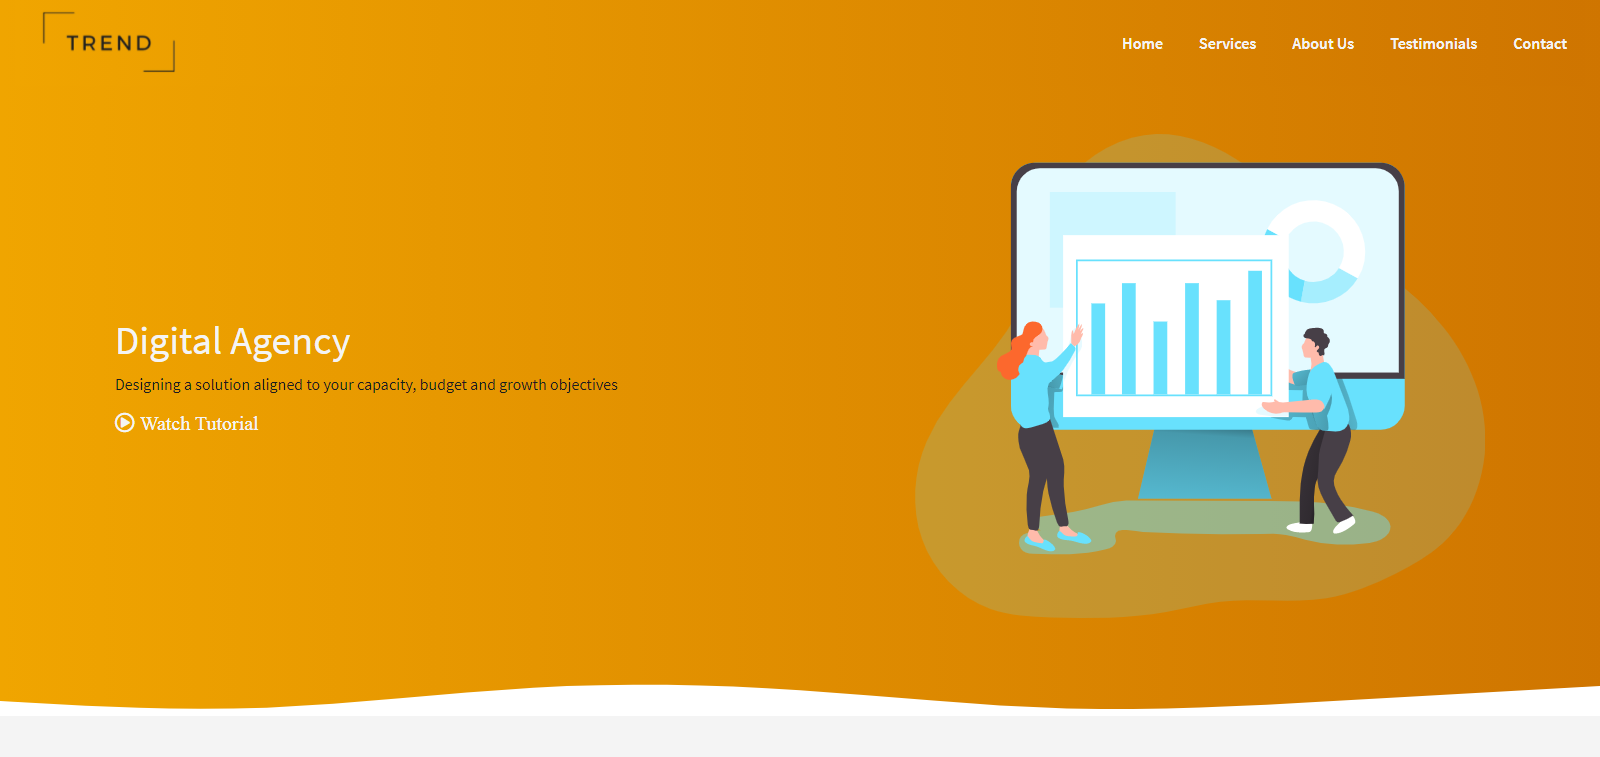 TREND
Home Services About Us Testimonials Contact
Digital Agency
Designing a solution aligned to your capacity, budget and growth objectives
Watch Tutorial